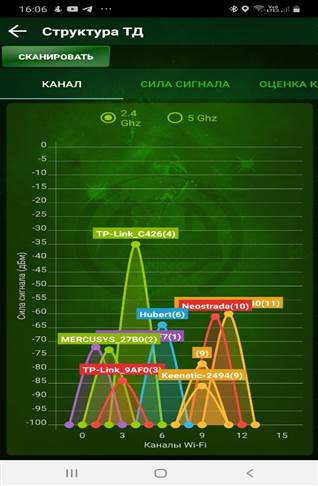 16:06
Структура ТД
СКАНИРОВАТЬ
КАНАЛ
СИЛА СИГНАЛА
ОЦЕНКА К
2.4 Ghz
5 Ghz
0
-5
-10
-15
-20
-25
-30
-35
-40
-45
-50
-55
-60
-65
-70
-75
-80
-85
-90
-95
-100
Сила сигнала (дБм)
TP-Link_C426(4)
Neostrada(10)
0(11)
Hubert(6)
MERCUSYS_27B0(2)
7(1)
(9)
TP-Link_9AF0(3)
Keenetic-2494(9)
0
3
6
9
12
15
Каналы Wi-Fi